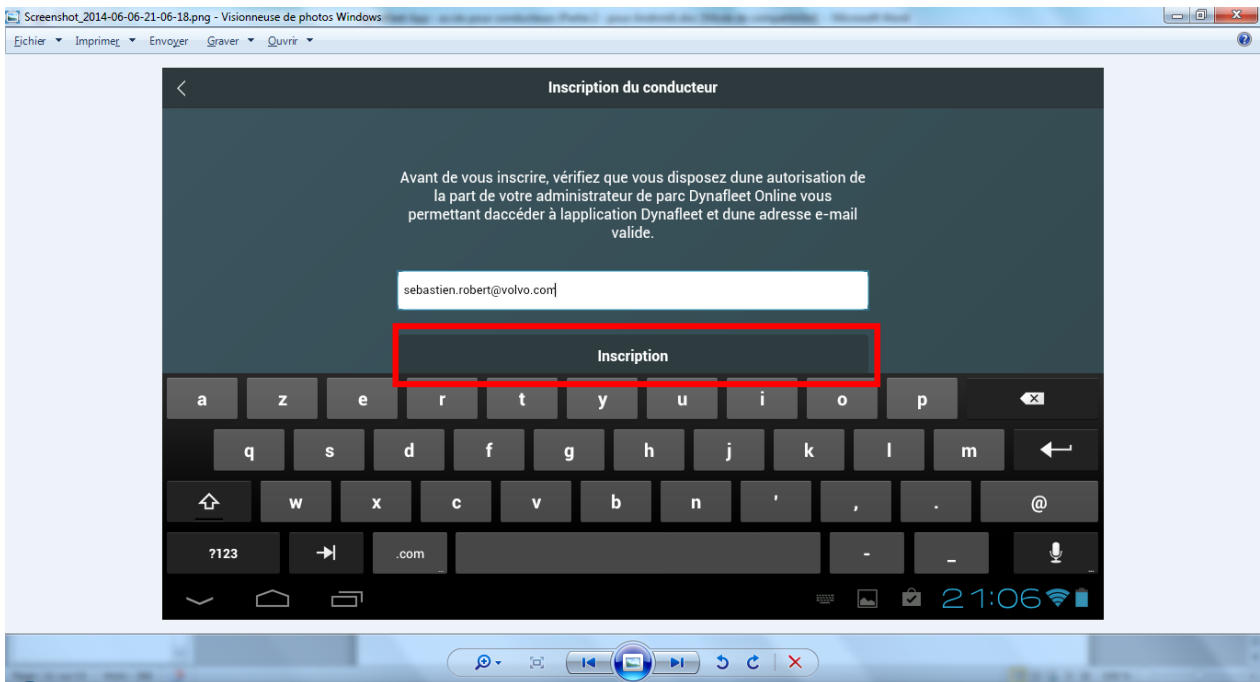 Screenshot_2014-06-06-21-06-18.png - Visionneuse de photos Windows
Fichier Imprimer Envoyer Graver Ouvrir
Inscription du conducteur
Avant de vous inscrire, vérifiez que vous disposez dune autorisation de
la part de votre administrateur de parc Dynafleet Online vous
permettant daccéder à lapplication Dynafleet et dune adresse e-mail
valide.
sebastien.robert@volvo.com
Inscription
a z e r t y u i o p
q s d f g h j k l m
w x c v b n ' , . @
?123 .com - _
21:06